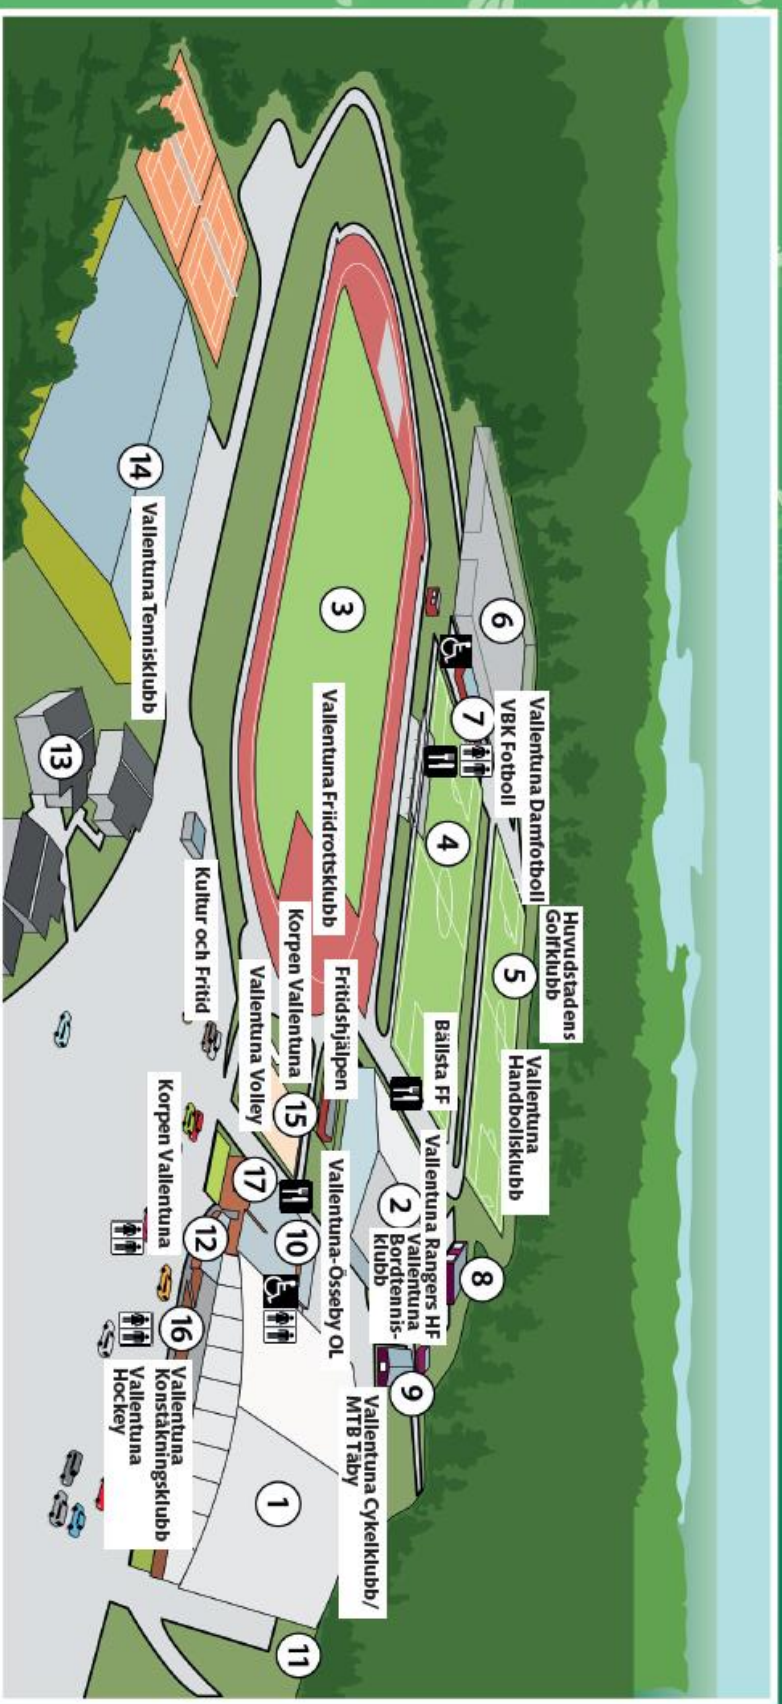 Huvudstadens
Golfklubb
Vallentuna Damfotboll
VBK Fotboll
Vallentuna
Handbollsklubb
5
6
8
7
4
Bällsta FF
Vallentuna Rangers HF
Vallentuna
Bordtennis-
klubb
9
2
Vallentuna Cykelklubb/
MTB Täby
3
Fritidshjälpen
Vallentuna-Össeby OL
Vallentuna Friidrottsklubb
Korpen Vallentuna
15
10
11
1
Vallentuna Volley
17
12
Kultur och Fritid
16
Vallentuna
Konståkningsklubb
Vallentuna
Hockey
Korpen Vallentuna
14
Vallentuna Tennisklubb
13